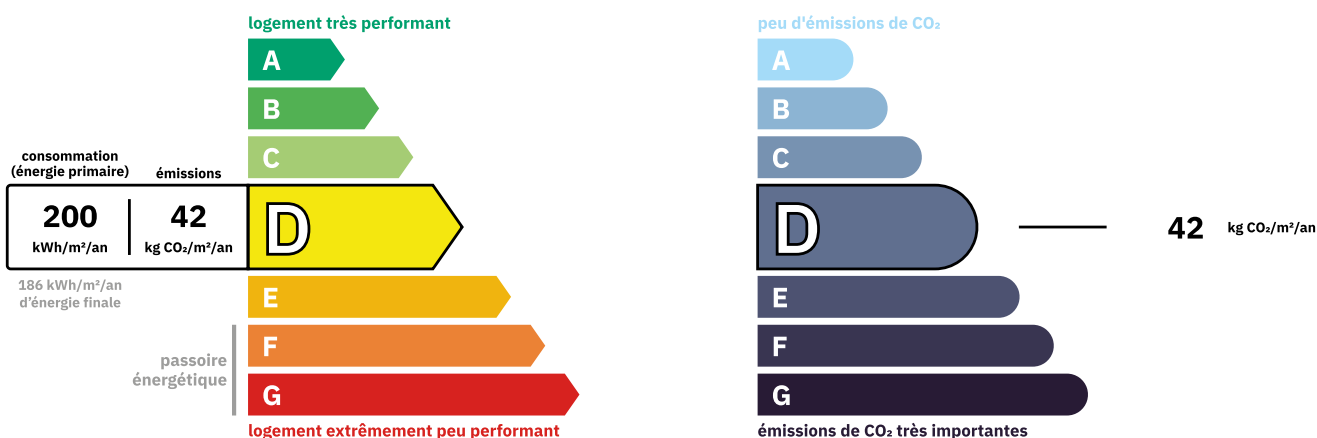 logement très performant
A
B
C
consommation
(énergie primaire)
émissions
200
kWh/m²/an
42
kg CO₂/m²/an
D
186 kWh/m²/an
d'énergie finale
E
passoire
énergétique
F
G
logement extrêmement peu performant
peu d'émissions de CO₂
A
B
C
D
42 kg CO₂/m²/an
E
F
G
émissions de CO₂ très importantes